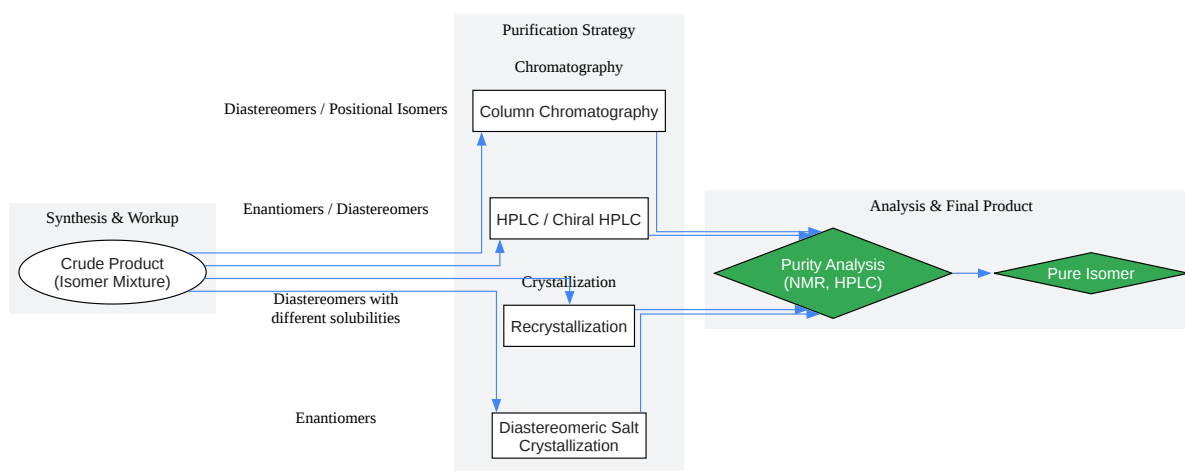 Purification Strategy
Chromatography
Diastereomers / Positional Isomers
Column Chromatography
Enantiomers / Diastereomers
HPLC / Chiral HPLC
Synthesis & Workup
Crude Product
(Isomer Mixture)
Analysis & Final Product
Purity Analysis
(NMR, HPLC)
Pure Isomer
Crystallization
Diastereomers with
different solubilities
Recrystallization
Enantiomers
Diastereomeric Salt
Crystallization